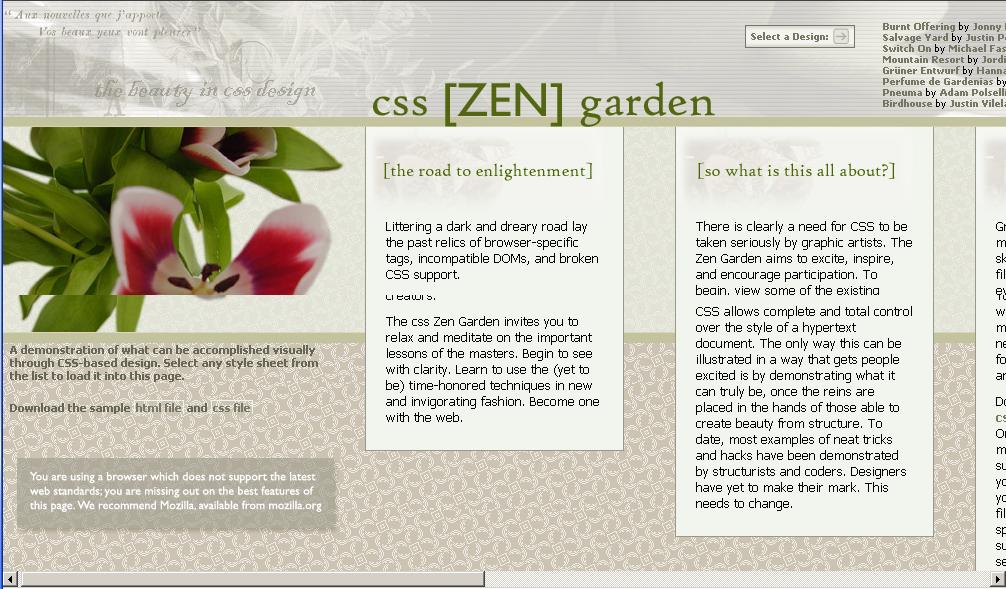 “Aux nouvelles que j'apporte
Vos beaux yeux vont pleurer”
the beauty in css design
css [ZEN] garden
Select a Design:
Burnt Offering by Jonny
Salvage Yard by Justin
Switch On by Michael
Mountain Resort by
Grüner Entwurf by
Perfume de Gardenias by
Pneuma by Adam
Birdhouse by Justin
A demonstration of what can be accomplished visually
through CSS-based design. Select any style sheet from
the list to load it into this page.
Download the sample html file and css file
You are using a browser which does not support the latest
web standards; you are missing out on the best features of
this page. We recommend Mozilla, available from mozilla.org
[the road to enlightenment]
Littering a dark and dreary road lay
the past relics of browser-specific
tags, incompatible DOMs, and broken
CSS support.
creators.
The css Zen Garden invites you to
relax and meditate on the important
lessons of the masters. Begin to see
with clarity. Learn to use the (yet to
be) time-honored techniques in new
and invigorating fashion. Become one
with the web.
[so what is this all about?]
There is clearly a need for CSS to be
taken seriously by graphic artists. The
Zen Garden aims to excite, inspire,
and encourage participation. To
begin, view some of the existing
CSS allows complete and total control
over the style of a hypertext
document. The only way this can be
illustrated in a way that gets people
excited is by demonstrating what it
can truly be, once the reins are
placed in the hands of those able to
create beauty from structure. To
date, most examples of neat tricks
and hacks have been demonstrated
by structurists and coders. Designers
have yet to make their mark. This
needs to change.